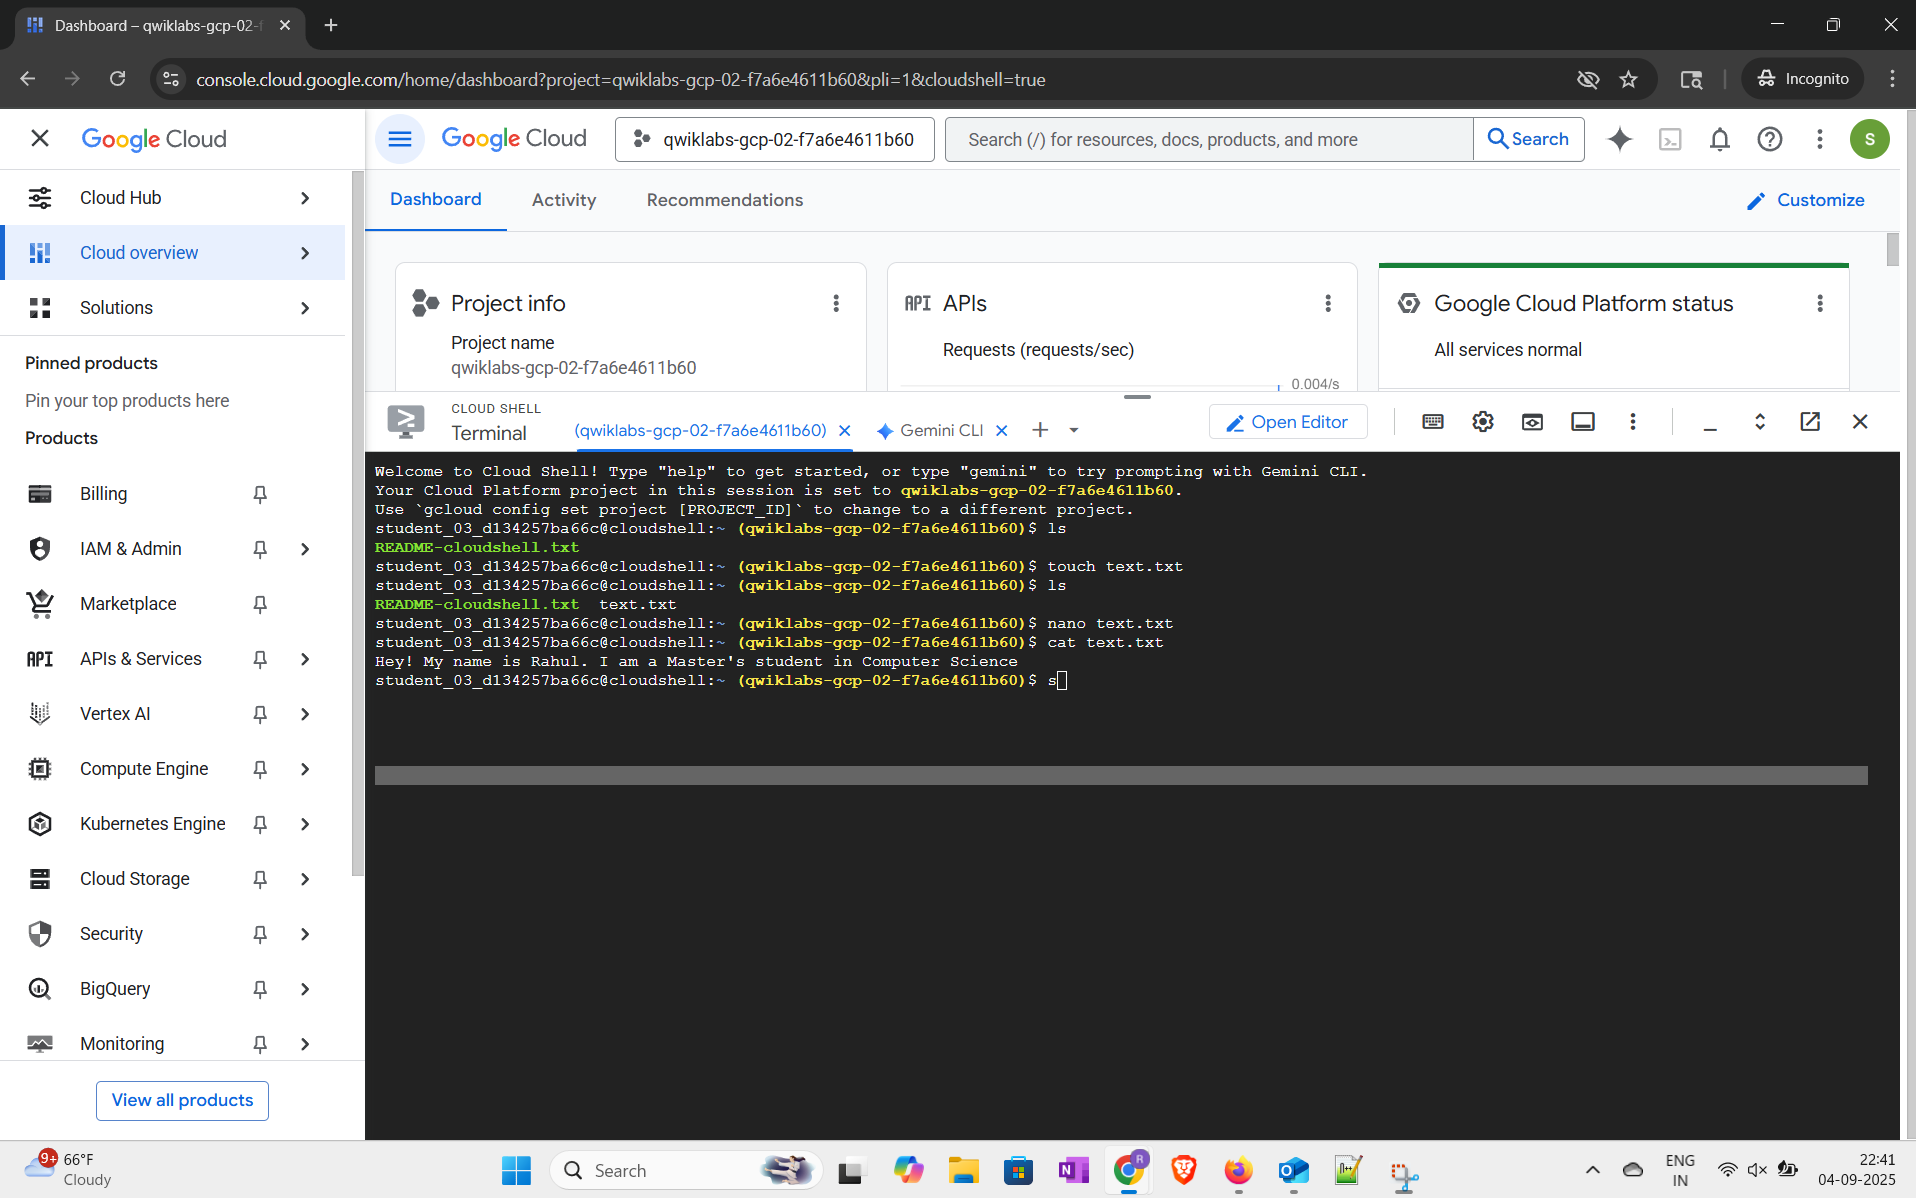 Dashboard – qwiklabs-gcp-02-f
console.cloud.google.com/home/dashboard?project=qwiklabs-gcp-02-f7a6e4611b60&pli=1&cloudshell=true
Incognito
Google Cloud
Google Cloud
qwiklabs-gcp-02-f7a6e4611b60
Search (/) for resources, docs, products, and more
Search
S
Cloud Hub
Cloud overview
Solutions
Pinned products
Pin your top products here
Products
Billing
IAM & Admin
Marketplace
API APIs & Services
Vertex AI
Compute Engine
Kubernetes Engine
Cloud Storage
Security
BigQuery
Monitoring
View all products
Dashboard
Activity
Recommendations
Customize
Project info
Project name
qwiklabs-gcp-02-f7a6e4611b60
API APIs
Requests (requests/sec)
0.004/s
Google Cloud Platform status
All services normal
CLOUD SHELL
Terminal
(qwiklabs-gcp-02-f7a6e4611b60)
Gemini CLI
Open Editor
Welcome to Cloud Shell! Type "help" to get started, or type "gemini" to try prompting with Gemini CLI.
Your Cloud Platform project in this session is set to qwiklabs-gcp-02-f7a6e4611b60.
Use `gcloud config set project [PROJECT_ID]` to change to a different project.
student_03_d134257ba66c@cloudshell:~ (qwiklabs-gcp-02-f7a6e4611b60)$ ls
README-cloudshell.txt
student_03_d134257ba66c@cloudshell:~ (qwiklabs-gcp-02-f7a6e4611b60)$ touch text.txt
student_03_d134257ba66c@cloudshell:~ (qwiklabs-gcp-02-f7a6e4611b60)$ ls
README-cloudshell.txt  text.txt
student_03_d134257ba66c@cloudshell:~ (qwiklabs-gcp-02-f7a6e4611b60)$ nano text.txt
student_03_d134257ba66c@cloudshell:~ (qwiklabs-gcp-02-f7a6e4611b60)$ cat text.txt
Hey! My name is Rahul. I am a Master's student in Computer Science
student_03_d134257ba66c@cloudshell:~ (qwiklabs-gcp-02-f7a6e4611b60)$ s
9+
66°F
Cloudy
Search
N
R
ENG
IN
22:41
04-09-2025